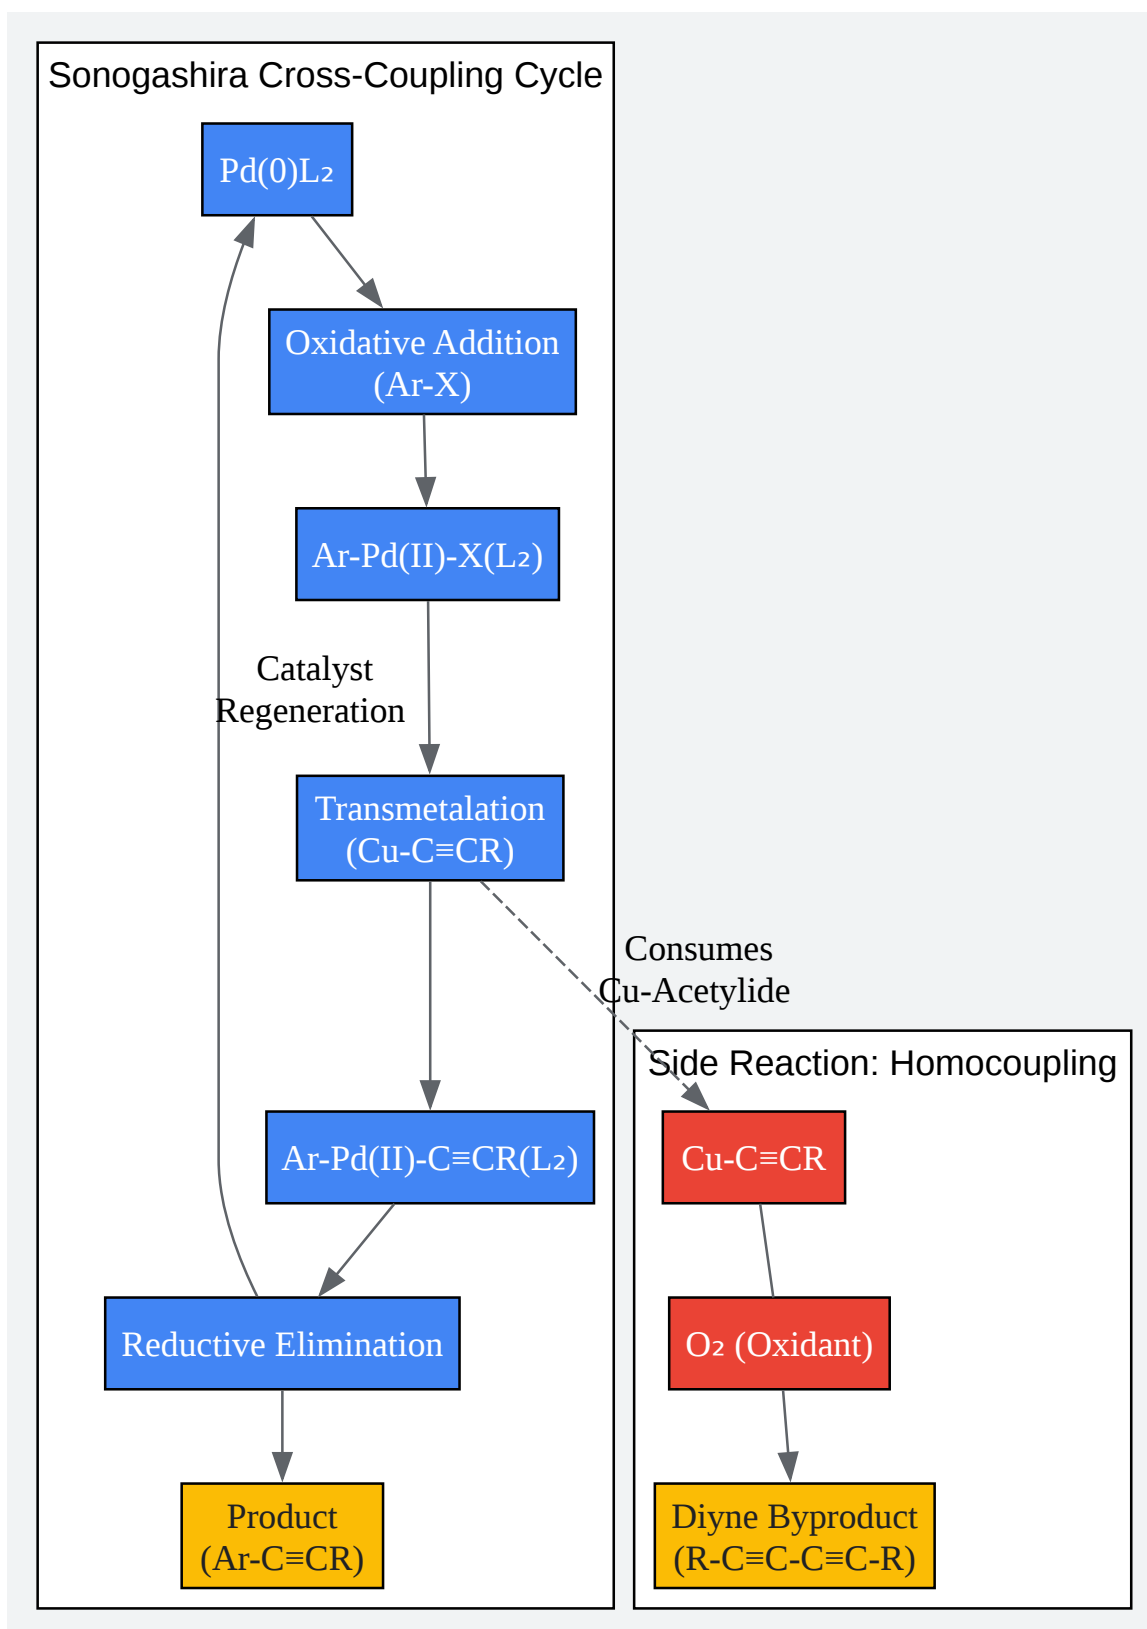 Sonogashira Cross-Coupling Cycle
Pd(0)L₂
Oxidative Addition
(Ar-X)
Ar-Pd(II)-X(L₂)
Catalyst
Regeneration
Transmetalation
(Cu-C≡CR)
Consumes
Cu-Acetylide
Side Reaction: Homocoupling
Ar-Pd(II)-C≡CR(L₂)
Cu-C≡CR
Reductive Elimination
O₂ (Oxidant)
Product
(Ar-C≡CR)
Diyne Byproduct
(R-C≡C-C≡C-R)